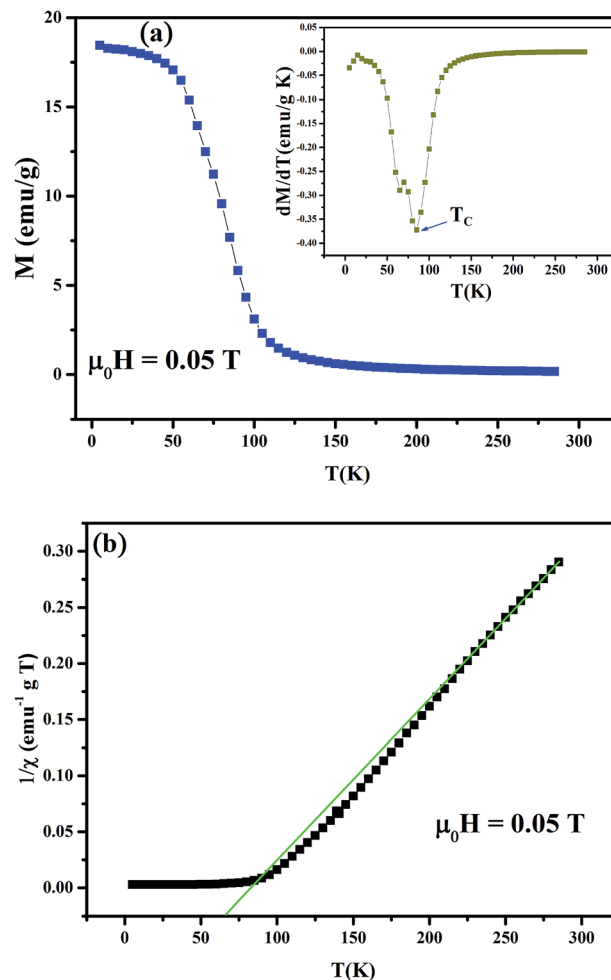 (a)
M (emu/g)
20
15
10
5
0
0 50 100 150 200 250 300
T(K)
μ₀H = 0.05 T
dM/dT(emu/g K)
0.00
-0.05
-0.10
-0.15
-0.20
-0.25
-0.30
-0.35
-0.40
0 50 100 150 200 250 300
T(K)
T_C
(b)
1/χ (emu⁻¹ g T)
0.30
0.25
0.20
0.15
0.10
0.05
0.00
0 50 100 150 200 250 300
T(K)
μ₀H = 0.05 T